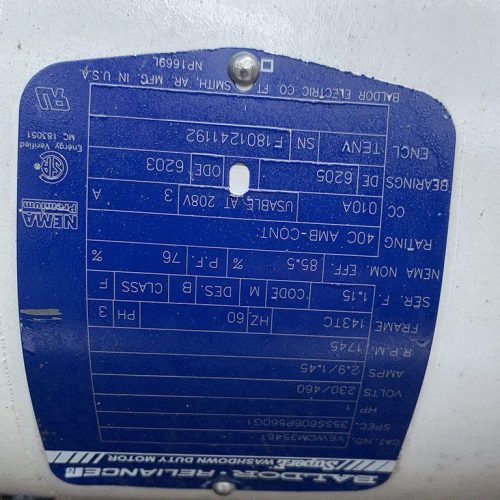 BALDOR • RELIANCER
Super-E WASHDOWN DUTY MOTOR
CAT. NO. VEWDM3546T
SPEC. 35S606P560G1
HP 1
VOLTS 230/460
AMPS 2.9/1.45
R.P.M. 1745
FRAME 143TC HZ 60 PH 3
SER. F. 1.15 CODE M DES. B CLASS F
NEMA NOM. EFF. 85.5 % P.F. 76 %
RATING 40C AMB-CONT
CC 010A USABLE AT 208V 3 A
BEARINGS DE 6205 ODE 6203
ENCL TENV SN F1801241192
BALDOR ELECTRIC CO. FT. SMITH, AR. MFG. IN U.S.A.
NP1669L
NEMA
Premium
Energy Verified
MC 183051